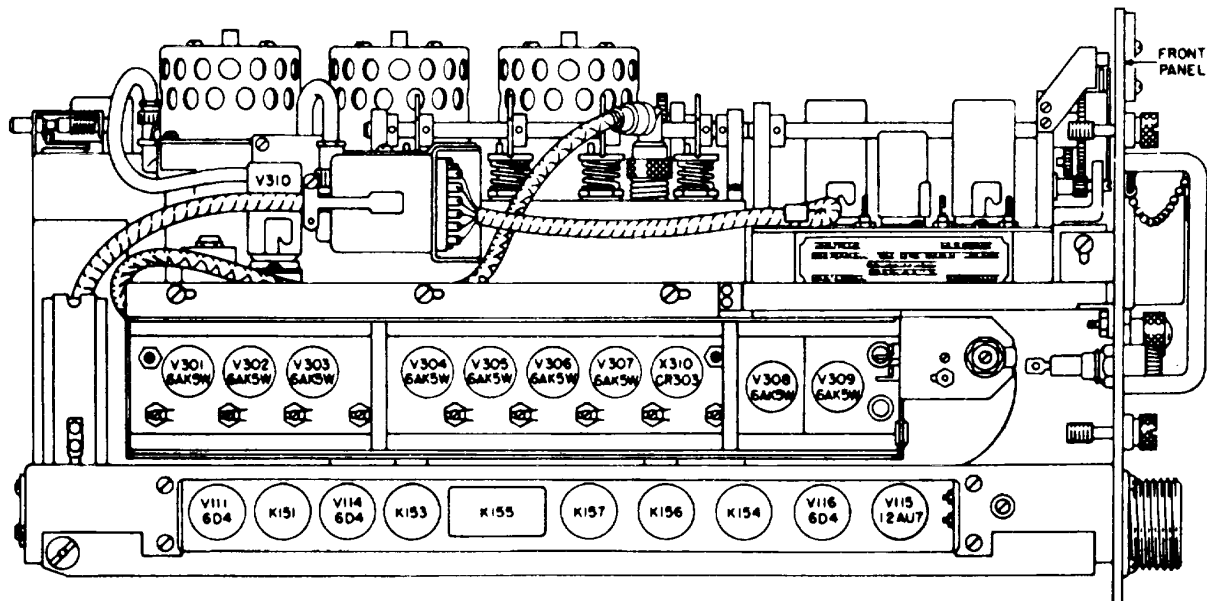 FRONT
PANEL
V310
V301
6AK5W
V302
6AK5W
V303
6AK5W
V304
6AK5W
V305
6AK5W
V306
6AK5W
V307
6AK5W
X310
CR303
V308
6AK5W
V309
6AK5W
V111
6D4
K151
V114
6D4
K153
K155
K157
K156
K154
V116
6D4
V115
12AU7